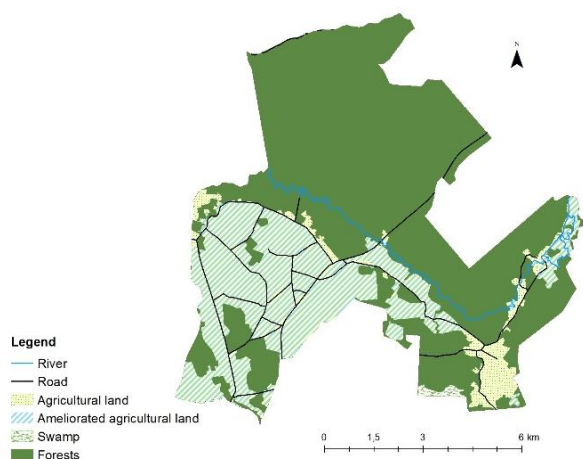 N
Legend
River
Road
Agricultural land
Ameliorated agricultural land
Swamp
Forests
0 1,5 3 6 km